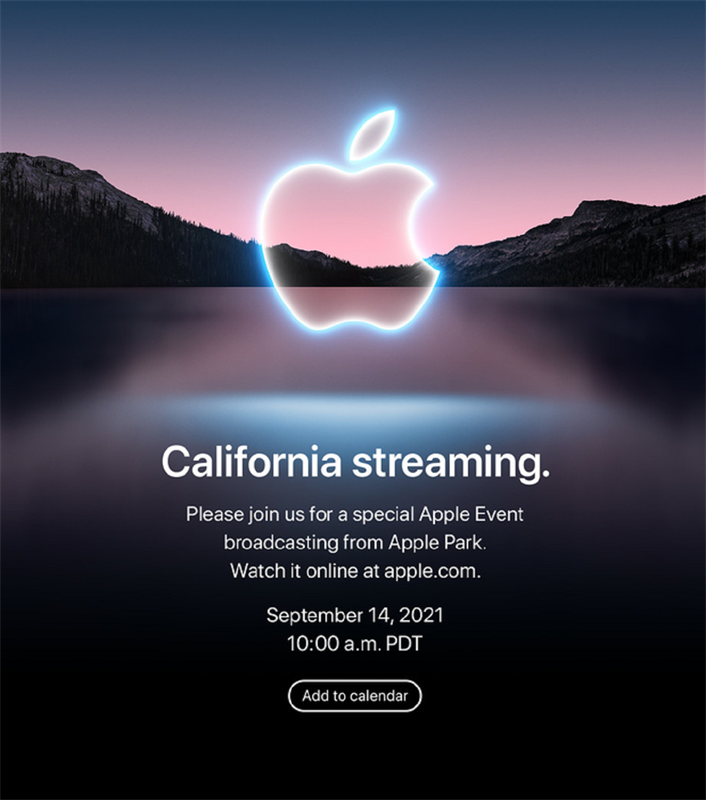 California streaming.
Please join us for a special Apple Event
broadcasting from Apple Park.
Watch it online at apple.com.
September 14, 2021
10:00 a.m. PDT
Add to calendar